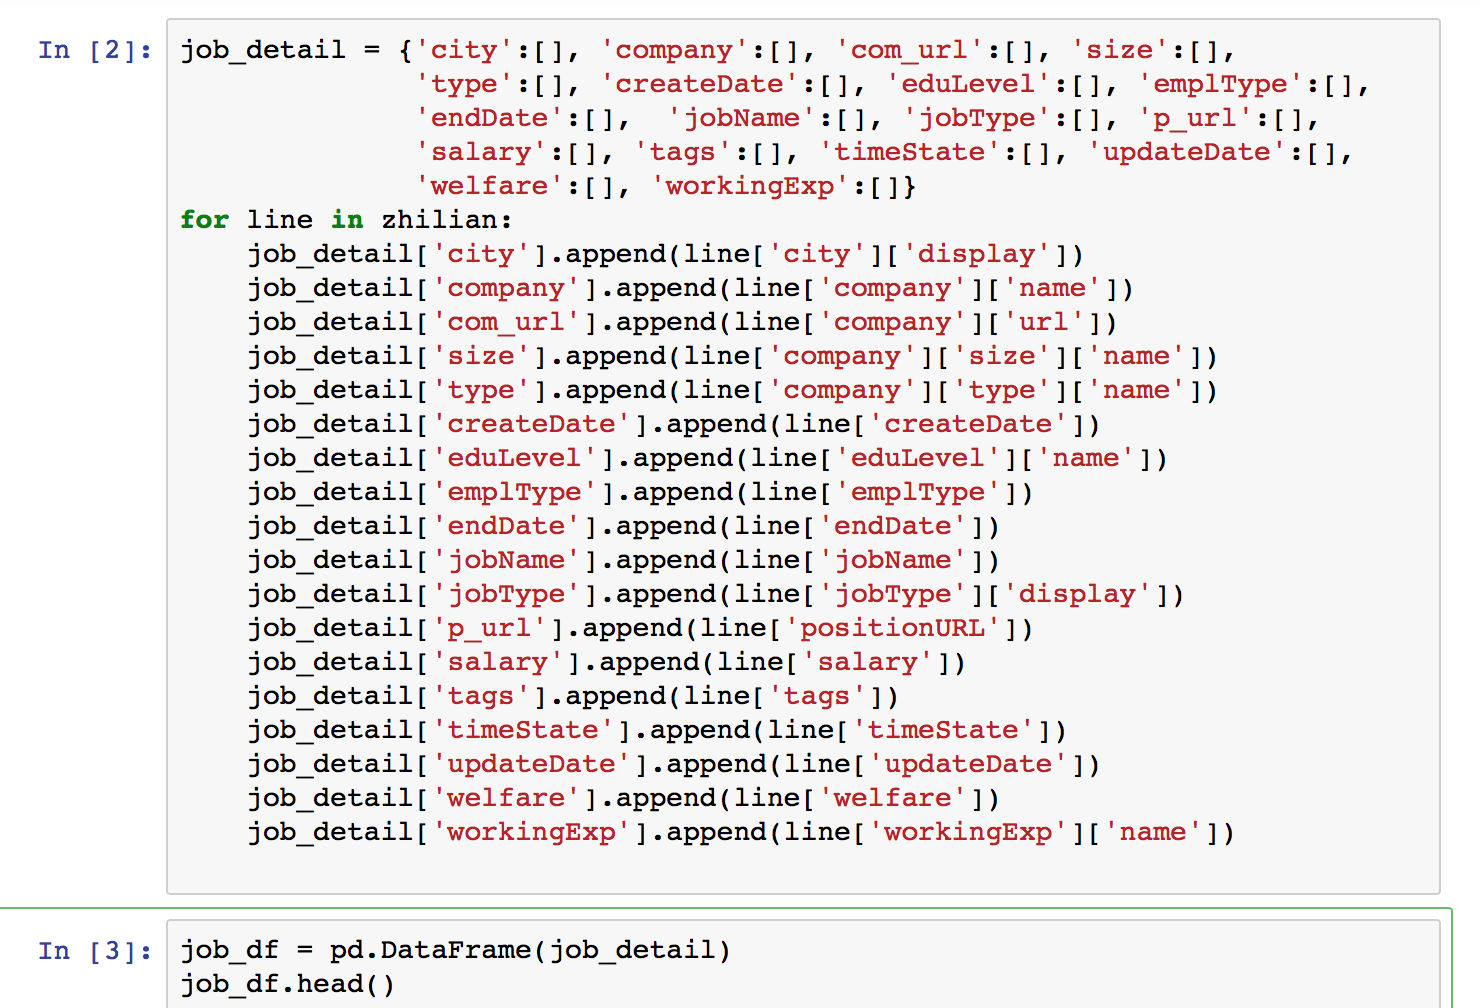 In [2]: job_detail = {'city':[], 'company':[], 'com_url':[], 'size':[],
              'type':[], 'createDate':[], 'eduLevel':[], 'emplType':[],
              'endDate':[],  'jobName':[], 'jobType':[], 'p_url':[],
              'salary':[], 'tags':[], 'timeState':[], 'updateDate':[],
              'welfare':[], 'workingExp':[]}
for line in zhilian:
    job_detail['city'].append(line['city']['display'])
    job_detail['company'].append(line['company']['name'])
    job_detail['com_url'].append(line['company']['url'])
    job_detail['size'].append(line['company']['size']['name'])
    job_detail['type'].append(line['company']['type']['name'])
    job_detail['createDate'].append(line['createDate'])
    job_detail['eduLevel'].append(line['eduLevel']['name'])
    job_detail['emplType'].append(line['emplType'])
    job_detail['endDate'].append(line['endDate'])
    job_detail['jobName'].append(line['jobName'])
    job_detail['jobType'].append(line['jobType']['display'])
    job_detail['p_url'].append(line['positionURL'])
    job_detail['salary'].append(line['salary'])
    job_detail['tags'].append(line['tags'])
    job_detail['timeState'].append(line['timeState'])
    job_detail['updateDate'].append(line['updateDate'])
    job_detail['welfare'].append(line['welfare'])
    job_detail['workingExp'].append(line['workingExp']['name'])
In [3]: job_df = pd.DataFrame(job_detail)
job_df.head()